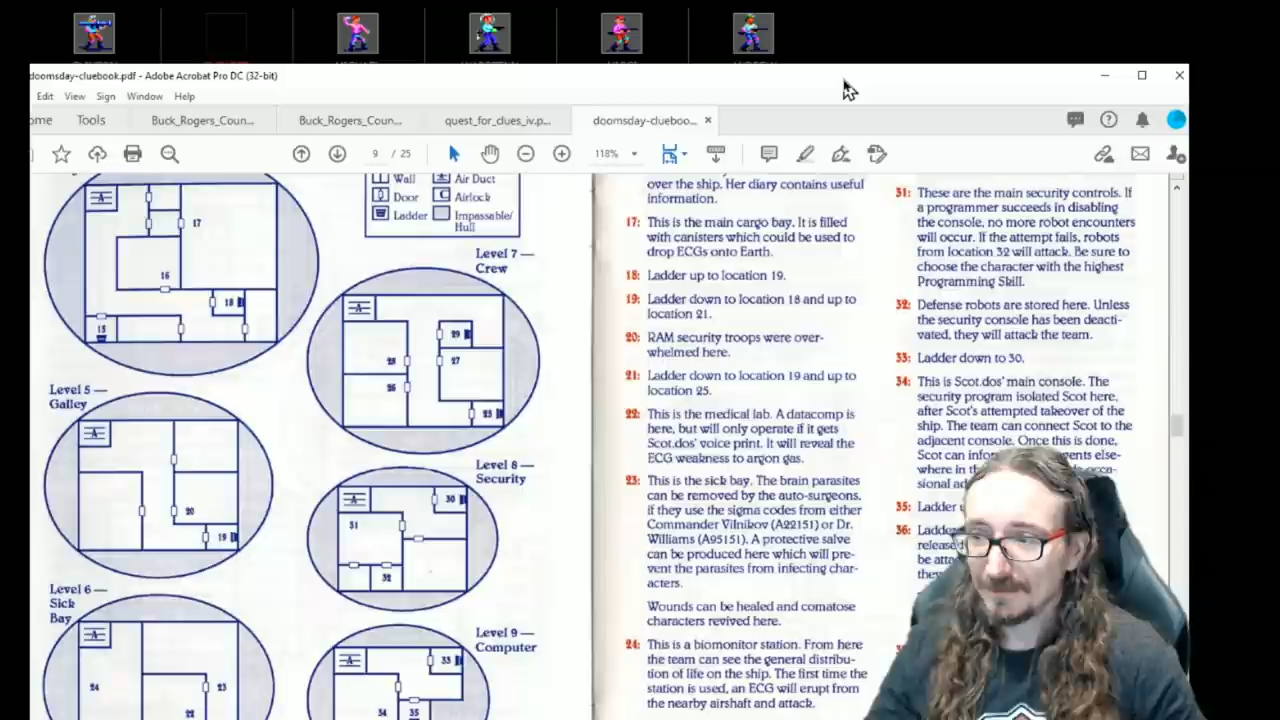 doomsday-cluebook.pdf - Adobe Acrobat Pro DC (32-bit)
Edit View Sign Window Help
ome Tools Buck_Rogers_Coun... Buck_Rogers_Coun... quest_for_clues_iv.p... doomsday-clueboo... ×
9 / 25 118%
Wall Air Duct
Door Airlock
Ladder Impassable/
Hull
A
17
16
18
15
Level 7 —
Crew
A
29
28
27
26
25
Level 5 —
Galley
A
20
19
Level 8 —
Security
A
30
31
32
Level 6 —
Sick
Bay
A
24
23
22
Level 9 —
Computer
A
33
34
35
over the ship. Her diary contains useful
information.
17: This is the main cargo bay. It is filled
with canisters which could be used to
drop ECGs onto Earth.
18: Ladder up to location 19.
19: Ladder down to location 18 and up to
location 21.
20: RAM security troops were over-
whelmed here.
21: Ladder down to location 19 and up to
location 25.
22: This is the medical lab. A datacomp is
here, but will only operate if it gets
Scot.dos' voice print. It will reveal the
ECG weakness to argon gas.
23: This is the sick bay. The brain parasites
can be removed by the auto-surgeons,
if they use the sigma codes from either
Commander Vilnikov (A22151) or Dr.
Williams (A95151). A protective salve
can be produced here which will pre-
vent the parasites from infecting char-
acters.
Wounds can be healed and comatose
characters revived here.
24: This is a biomonitor station. From here
the team can see the general distribu-
tion of life on the ship. The first time the
station is used, an ECG will erupt from
the nearby airshaft and attack.
31: These are the main security controls. If
a programmer succeeds in disabling
the console, no more robot encounters
will occur. If the attempt fails, robots
from location 32 will attack. Be sure to
choose the character with the highest
Programming Skill.
32: Defense robots are stored here. Unless
the security console has been deacti-
vated, they will attack the team.
33: Ladder down to 30.
34: This is Scot.dos' main console. The
security program isolated Scot here,
after Scot's attempted takeover of the
ship. The team can connect Scot to the
adjacent console. Once this is done,
Scot can
where in
sional
35: Ladder
36:
release
be atta
they